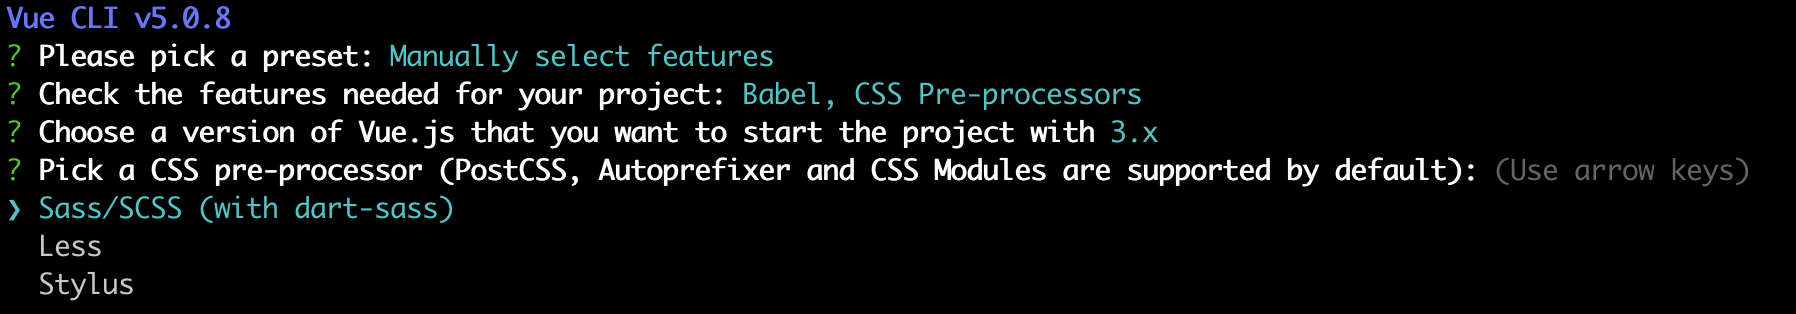 Vue CLI v5.0.8
? Please pick a preset: Manually select features
? Check the features needed for your project: Babel, CSS Pre-processors
? Choose a version of Vue.js that you want to start the project with 3.x
? Pick a CSS pre-processor (PostCSS, Autoprefixer and CSS Modules are supported by default): (Use arrow keys)
❯ Sass/SCSS (with dart-sass)
  Less
  Stylus